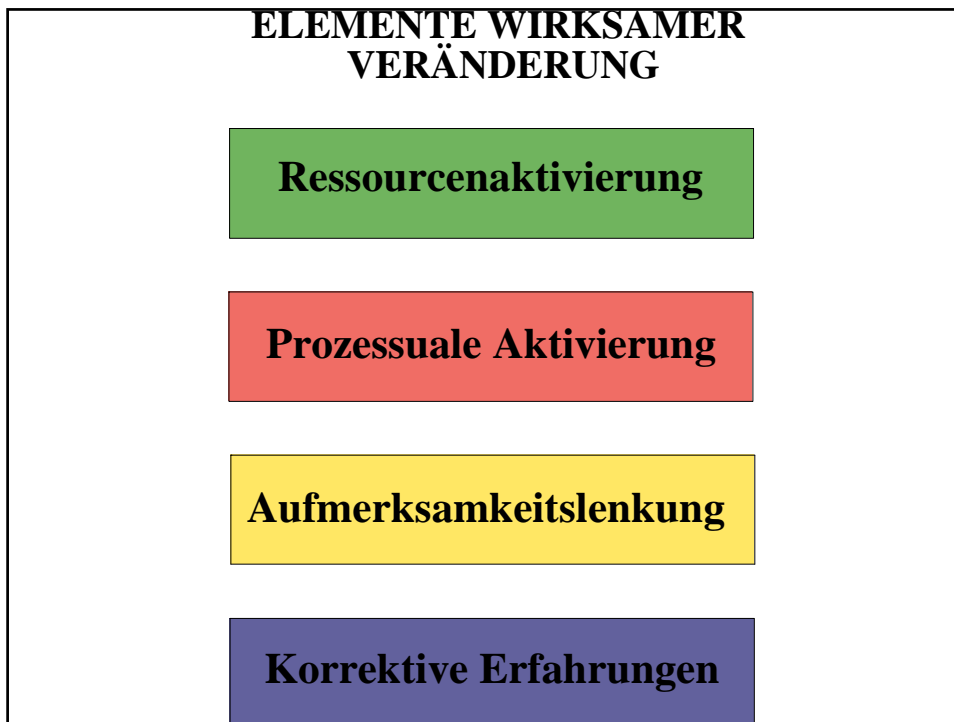 ELEMENTE WIRKSAMER
VERÄNDERUNG
Ressourcenaktivierung
Prozessuale Aktivierung
Aufmerksamkeitslenkung
Korrektive Erfahrungen